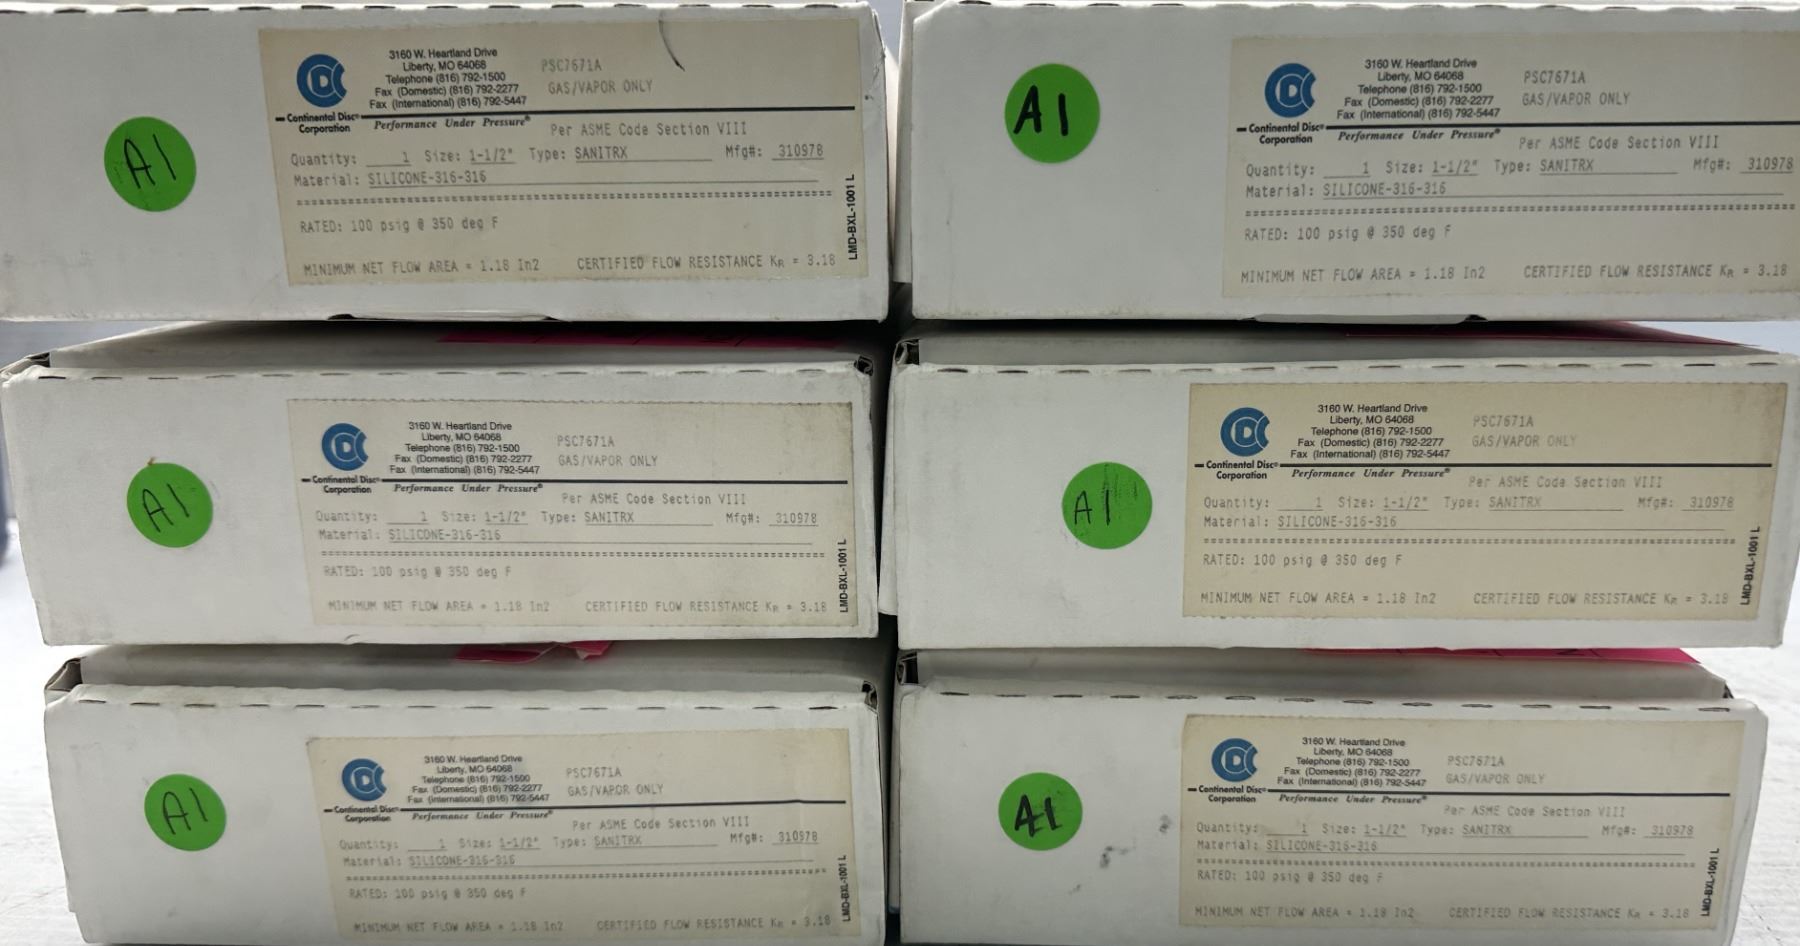 A1
3160 W. Heartland Drive
Liberty, MO 64068
Telephone (816) 792-1500
Fax (Domestic) (816) 792-2277
Fax (International) (816) 792-5447
Continental Disc®
Corporation
Performance Under Pressure®
PSC7671A
GAS/VAPOR ONLY
Per ASME Code Section VIII
Quantity: 1 Size: 1-1/2" Type: SANITRX Mfg#: 310978
Material: SILICONE-316-316
RATED: 100 psig @ 350 deg F
MINIMUM NET FLOW AREA = 1.18 In2 CERTIFIED FLOW RESISTANCE KR = 3.18
LMD-BXL-1001 L
A1
3160 W. Heartland Drive
Liberty, MO 64068
Telephone (816) 792-1500
Fax (Domestic) (816) 792-2277
Fax (International) (816) 792-5447
Continental Disc®
Corporation
Performance Under Pressure®
PSC7671A
GAS/VAPOR ONLY
Per ASME Code Section VIII
Quantity: 1 Size: 1-1/2" Type: SANITRX Mfg#: 310978
Material: SILICONE-316-316
RATED: 100 psig @ 350 deg F
MINIMUM NET FLOW AREA = 1.18 In2 CERTIFIED FLOW RESISTANCE KR = 3.18
A1
3160 W. Heartland Drive
Liberty, MO 64068
Telephone (816) 792-1500
Fax (Domestic) (816) 792-2277
Fax (International) (816) 792-5447
Continental Disc®
Corporation
Performance Under Pressure®
PSC7671A
GAS/VAPOR ONLY
Per ASME Code Section VIII
Quantity: 1 Size: 1-1/2" Type: SANITRX Mfg#: 310978
Material: SILICONE-316-316
RATED: 100 psig @ 350 deg F
MINIMUM NET FLOW AREA = 1.18 In2 CERTIFIED FLOW RESISTANCE KR = 3.18
LMD-BXL-1001 L
A1
3160 W. Heartland Drive
Liberty, MO 64068
Telephone (816) 792-1500
Fax (Domestic) (816) 792-2277
Fax (International) (816) 792-5447
Continental Disc®
Corporation
Performance Under Pressure®
PSC7671A
GAS/VAPOR ONLY
Per ASME Code Section VIII
Quantity: 1 Size: 1-1/2" Type: SANITRX Mfg#: 310978
Material: SILICONE-316-316
RATED: 100 psig @ 350 deg F
MINIMUM NET FLOW AREA = 1.18 In2 CERTIFIED FLOW RESISTANCE KR = 3.18
LMD-BXL-1001 L
A1
3160 W. Heartland Drive
Liberty, MO 64068
Telephone (816) 792-1500
Fax (Domestic) (816) 792-2277
Fax (International) (816) 792-5447
Continental Disc®
Corporation
Performance Under Pressure®
PSC7671A
GAS/VAPOR ONLY
Per ASME Code Section VIII
Quantity: 1 Size: 1-1/2" Type: SANITRX Mfg#: 310978
Material: SILICONE-316-316
RATED: 100 psig @ 350 deg F
MINIMUM NET FLOW AREA = 1.18 In2 CERTIFIED FLOW RESISTANCE KR = 3.18
LMD-BXL-1001 L
A1
3160 W. Heartland Drive
Liberty, MO 64068
Telephone (816) 792-1500
Fax (Domestic) (816) 792-2277
Fax (International) (816) 792-5447
Continental Disc®
Corporation
Performance Under Pressure®
PSC7671A
GAS/VAPOR ONLY
Per ASME Code Section VIII
Quantity: 1 Size: 1-1/2" Type: SANITRX Mfg#: 310978
Material: SILICONE-316-316
RATED: 100 psig @ 350 deg F
MINIMUM NET FLOW AREA = 1.18 In2 CERTIFIED FLOW RESISTANCE KR = 3.18
LMD-BXL-1001 L